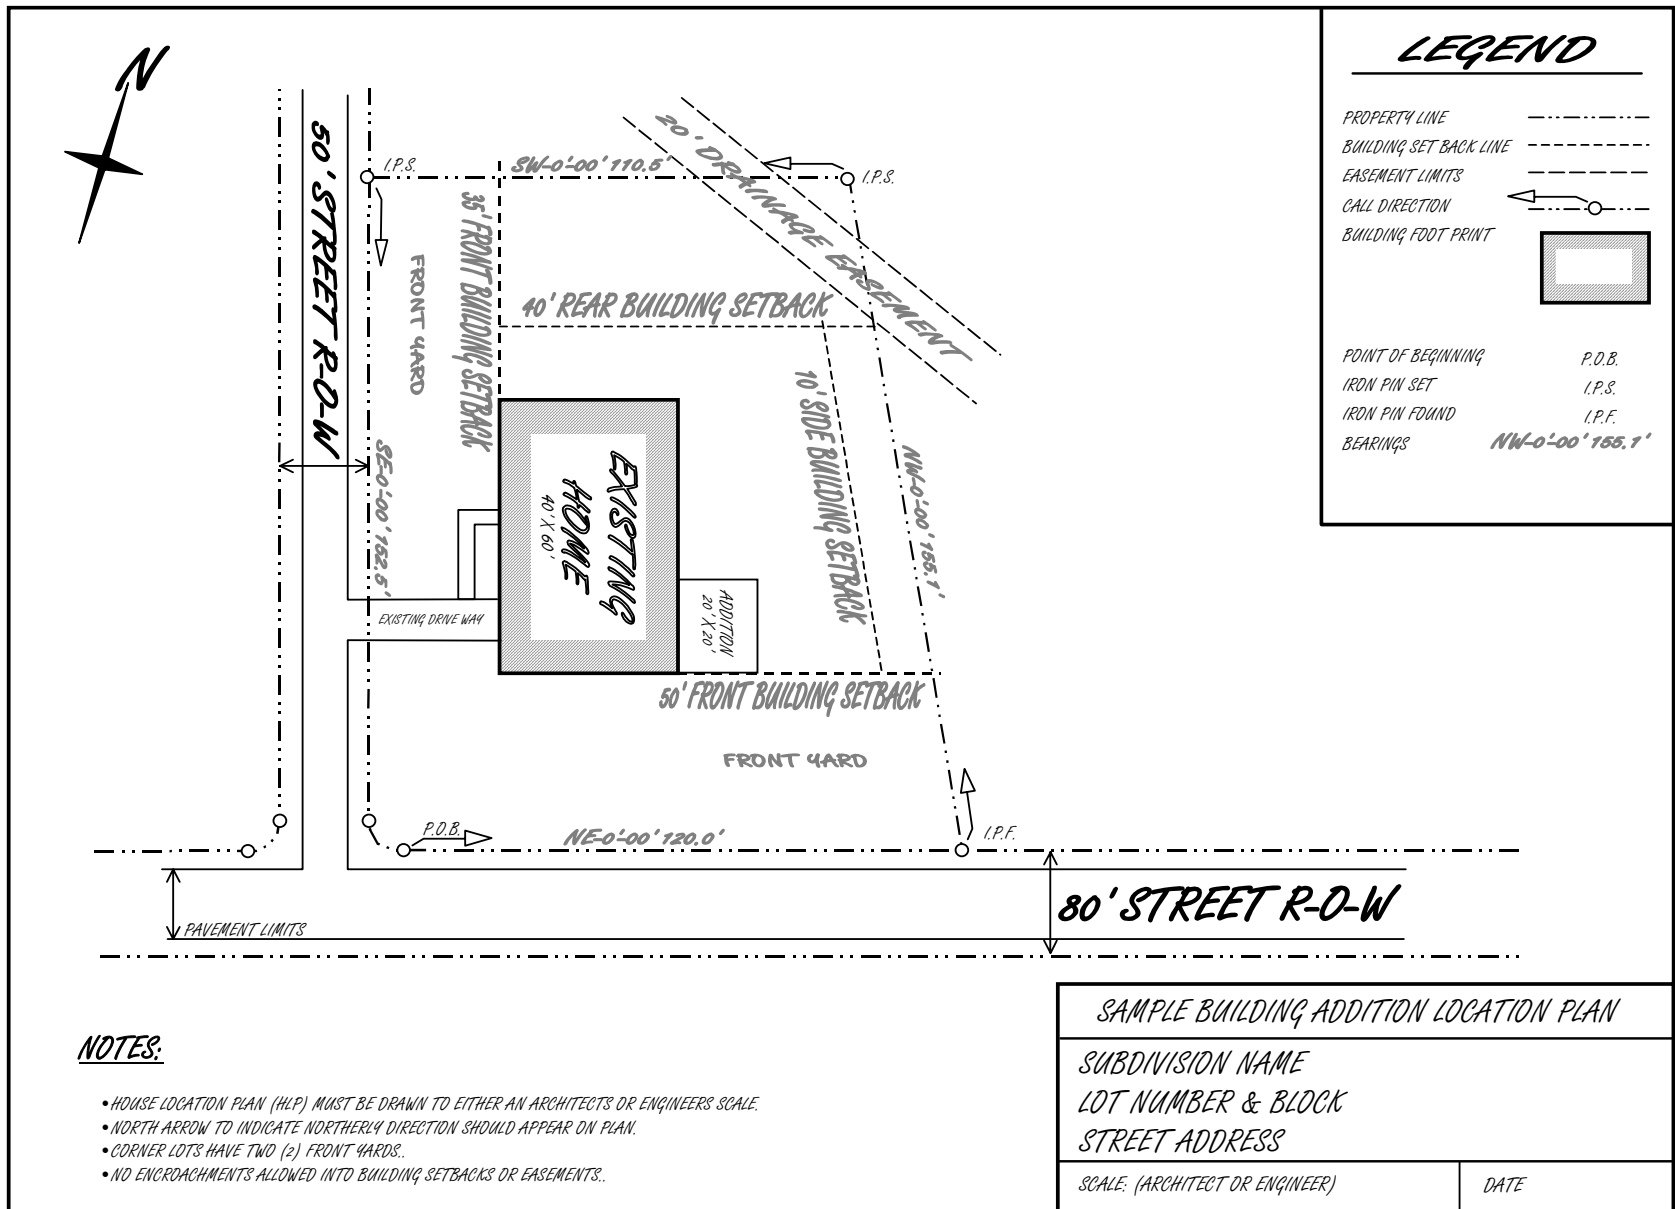 N
50' STREET R-O-W
I.P.S.
SW-0'-00' 110.5'
20' DRAINAGE EASEMENT
I.P.S.
35' FRONT BUILDING SETBACK
FRONT YARD
40' REAR BUILDING SETBACK
10' SIDE BUILDING SETBACK
SE-0'-00' 152.5'
NW-0'-00' 155.1'
EXISTING
HOME
40' X 60'
ADDITION
20' X 20'
EXISTING DRIVE WAY
50' FRONT BUILDING SETBACK
FRONT YARD
P.O.B.
NE-0'-00' 120.0'
I.P.F.
80' STREET R-O-W
PAVEMENT LIMITS
LEGEND
PROPERTY LINE
BUILDING SET BACK LINE
EASEMENT LIMITS
CALL DIRECTION
BUILDING FOOT PRINT
POINT OF BEGINNING P.O.B.
IRON PIN SET I.P.S.
IRON PIN FOUND I.P.F.
BEARINGS NW-0'-00' 155.1'
NOTES:
• HOUSE LOCATION PLAN (HLP) MUST BE DRAWN TO EITHER AN ARCHITECTS OR ENGINEERS SCALE.
• NORTH ARROW TO INDICATE NORTHERLY DIRECTION SHOULD APPEAR ON PLAN.
• CORNER LOTS HAVE TWO (2) FRONT YARDS..
• NO ENCROACHMENTS ALLOWED INTO BUILDING SETBACKS OR EASEMENTS..
SAMPLE BUILDING ADDITION LOCATION PLAN
SUBDIVISION NAME
LOT NUMBER & BLOCK
STREET ADDRESS
SCALE: (ARCHITECT OR ENGINEER) DATE